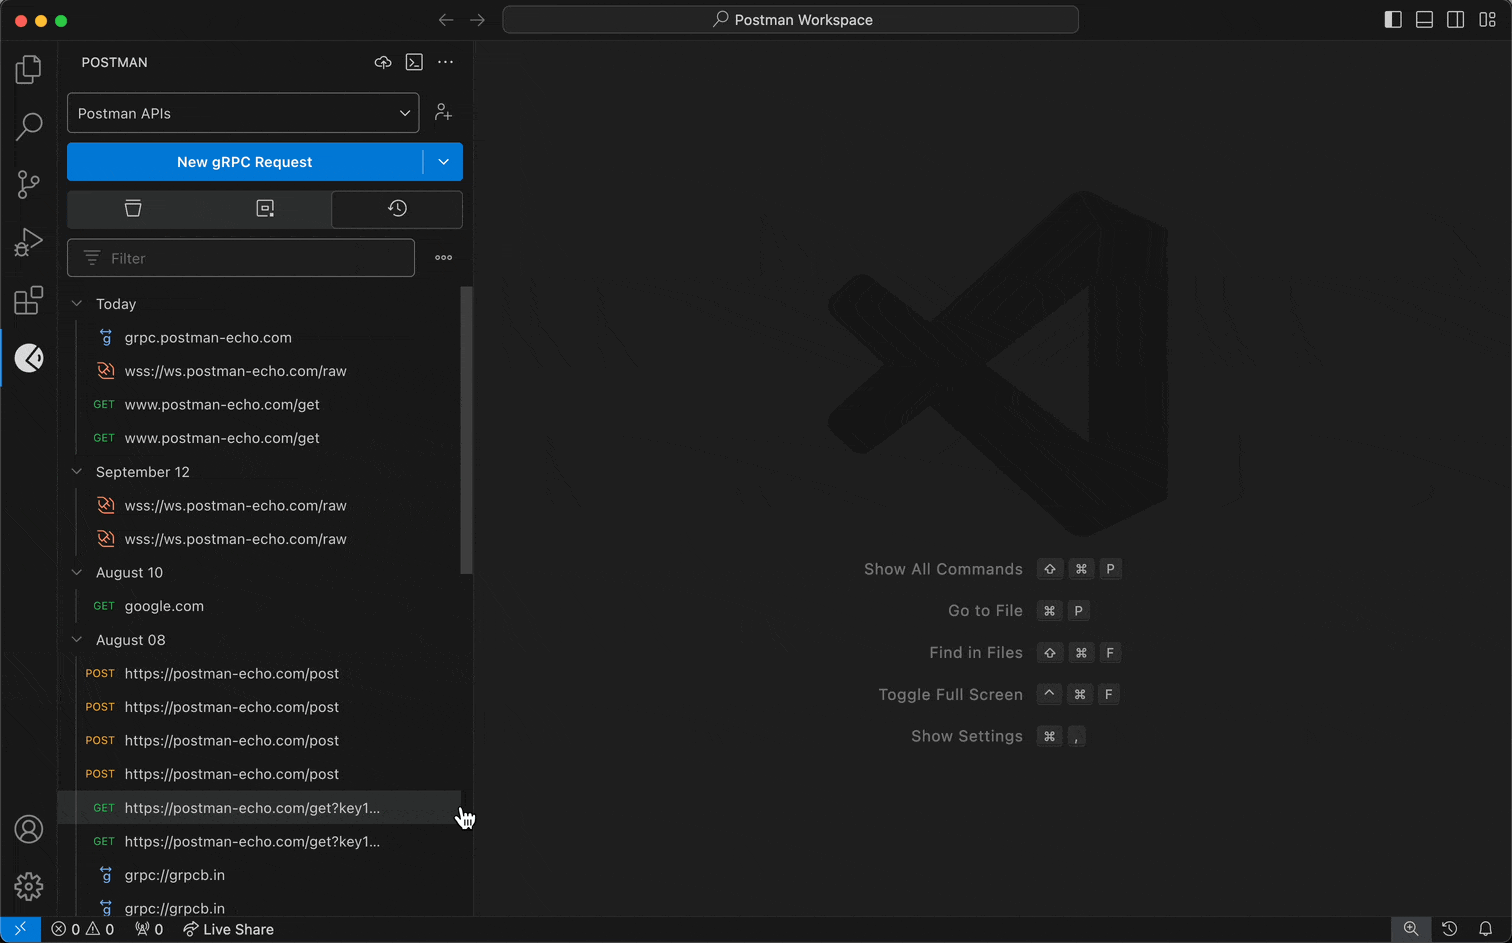 Postman Workspace
POSTMAN
Postman APIs
New gRPC Request
Filter
Today
grpc.postman-echo.com
wss://ws.postman-echo.com/raw
GET www.postman-echo.com/get
GET www.postman-echo.com/get
September 12
wss://ws.postman-echo.com/raw
wss://ws.postman-echo.com/raw
August 10
GET google.com
August 08
POST https://postman-echo.com/post
POST https://postman-echo.com/post
POST https://postman-echo.com/post
POST https://postman-echo.com/post
GET https://postman-echo.com/get?key1...
GET https://postman-echo.com/get?key1...
grpc://grpcb.in
grpc://grpcb.in
Show All Commands ⇧ ⌘ P
Go to File ⌘ P
Find in Files ⇧ ⌘ F
Toggle Full Screen ^ ⌘ F
Show Settings ⌘ ,
0 0 0 Live Share